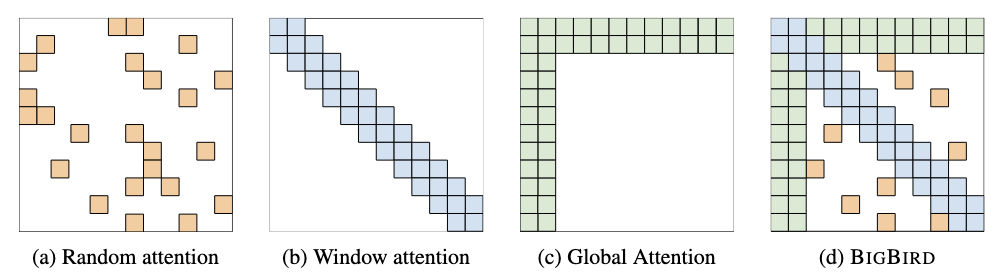 (a) Random attention
(b) Window attention
(c) Global Attention
(d) BIGBIRD